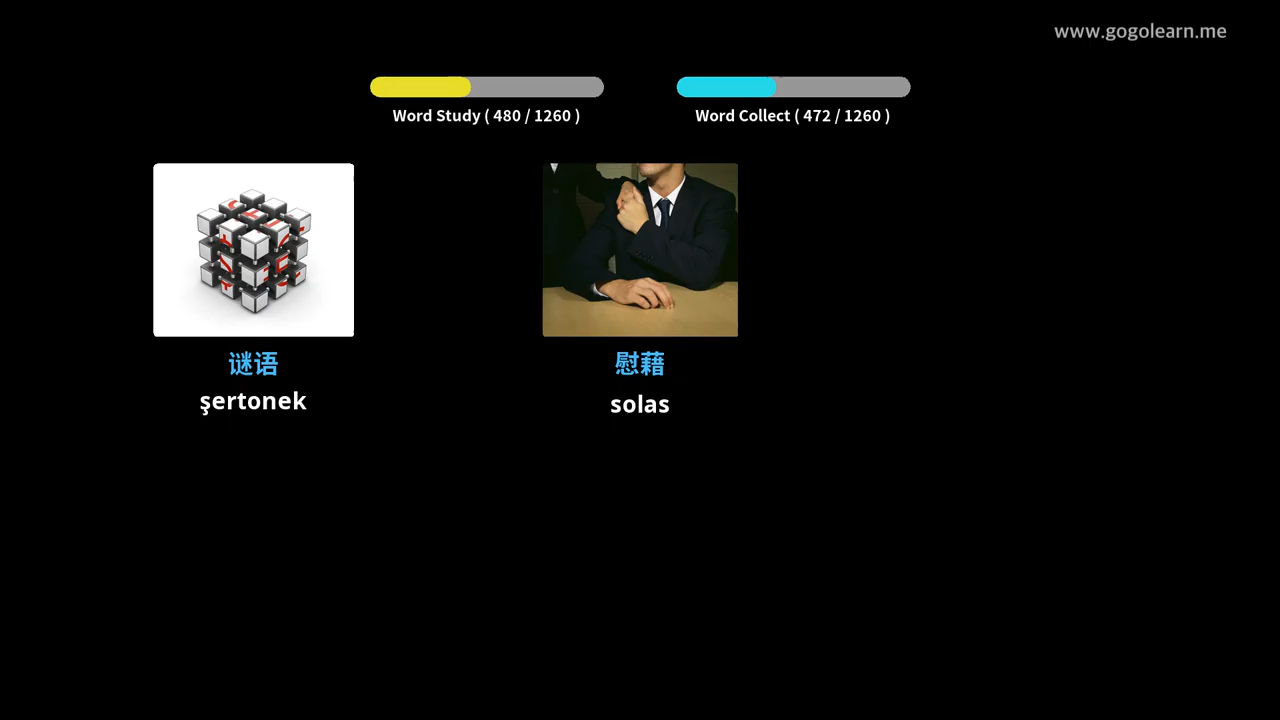 www.gogolearn.me
Word Study ( 480 / 1260 )
Word Collect ( 472 / 1260 )
谜语
şertonek
慰藉
solas